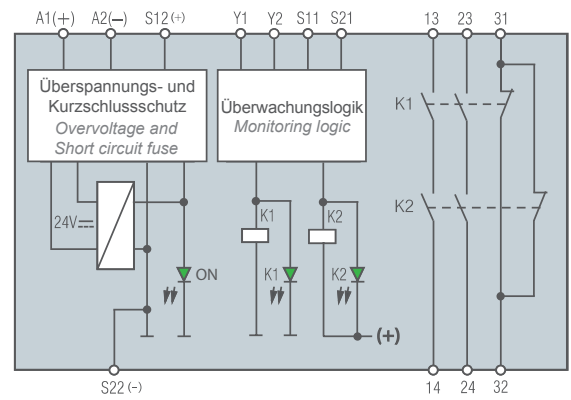 A1(+) A2(–) S12(+) Y1 Y2 S11 S21 13 23 31
Überspannungs- und
Kurzschlussschutz
Overvoltage and
Short circuit fuse
Überwachungslogik
Monitoring logic
K1
K2
24V
K1
K2
ON
K1
K2
(+)
S22(–)
14 24 32